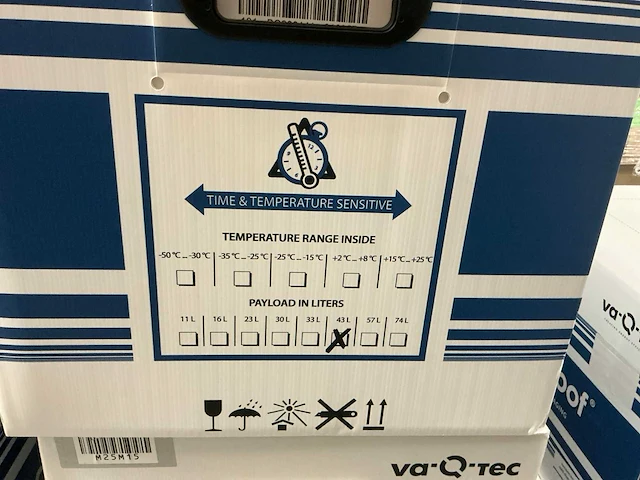 TIME & TEMPERATURE SENSITIVE
TEMPERATURE RANGE INSIDE
-50 °C – -30 °C -35 °C – -25 °C -25 °C – -15 °C +2 °C – +8 °C +15 °C – +25 °C
PAYLOAD IN LITERS
11 L 16 L 23 L 30 L 33 L 43 L 57 L 74 L
M25M15
va-Q-tec
va-Q
oof®